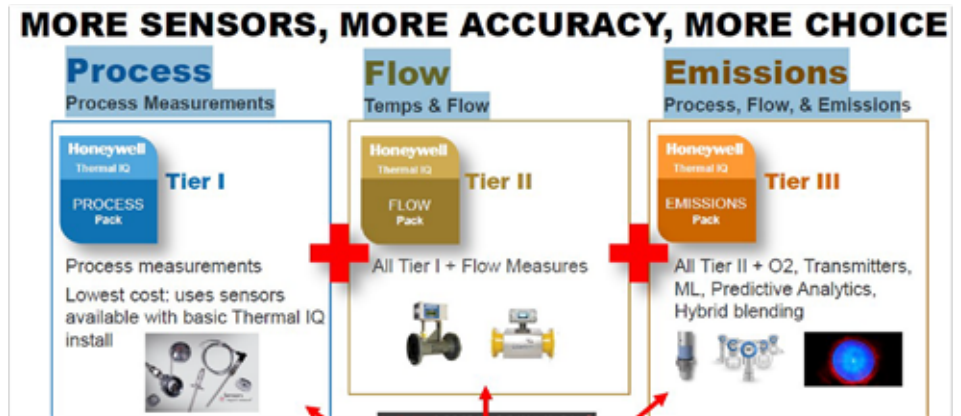 MORE SENSORS, MORE ACCURACY, MORE CHOICE
Process
Process Measurements
Honeywell
Thermal IQ
PROCESS
Pack
Tier I
Process measurements
Lowest cost: uses sensors
available with basic Thermal IQ
install
Flow
Temps & Flow
Honeywell
Thermal IQ
FLOW
Pack
Tier II
All Tier I + Flow Measures
Emissions
Process, Flow, & Emissions
Honeywell
Thermal IQ
EMISSIONS
Pack
Tier III
All Tier II + O2, Transmitters,
ML, Predictive Analytics,
Hybrid blending